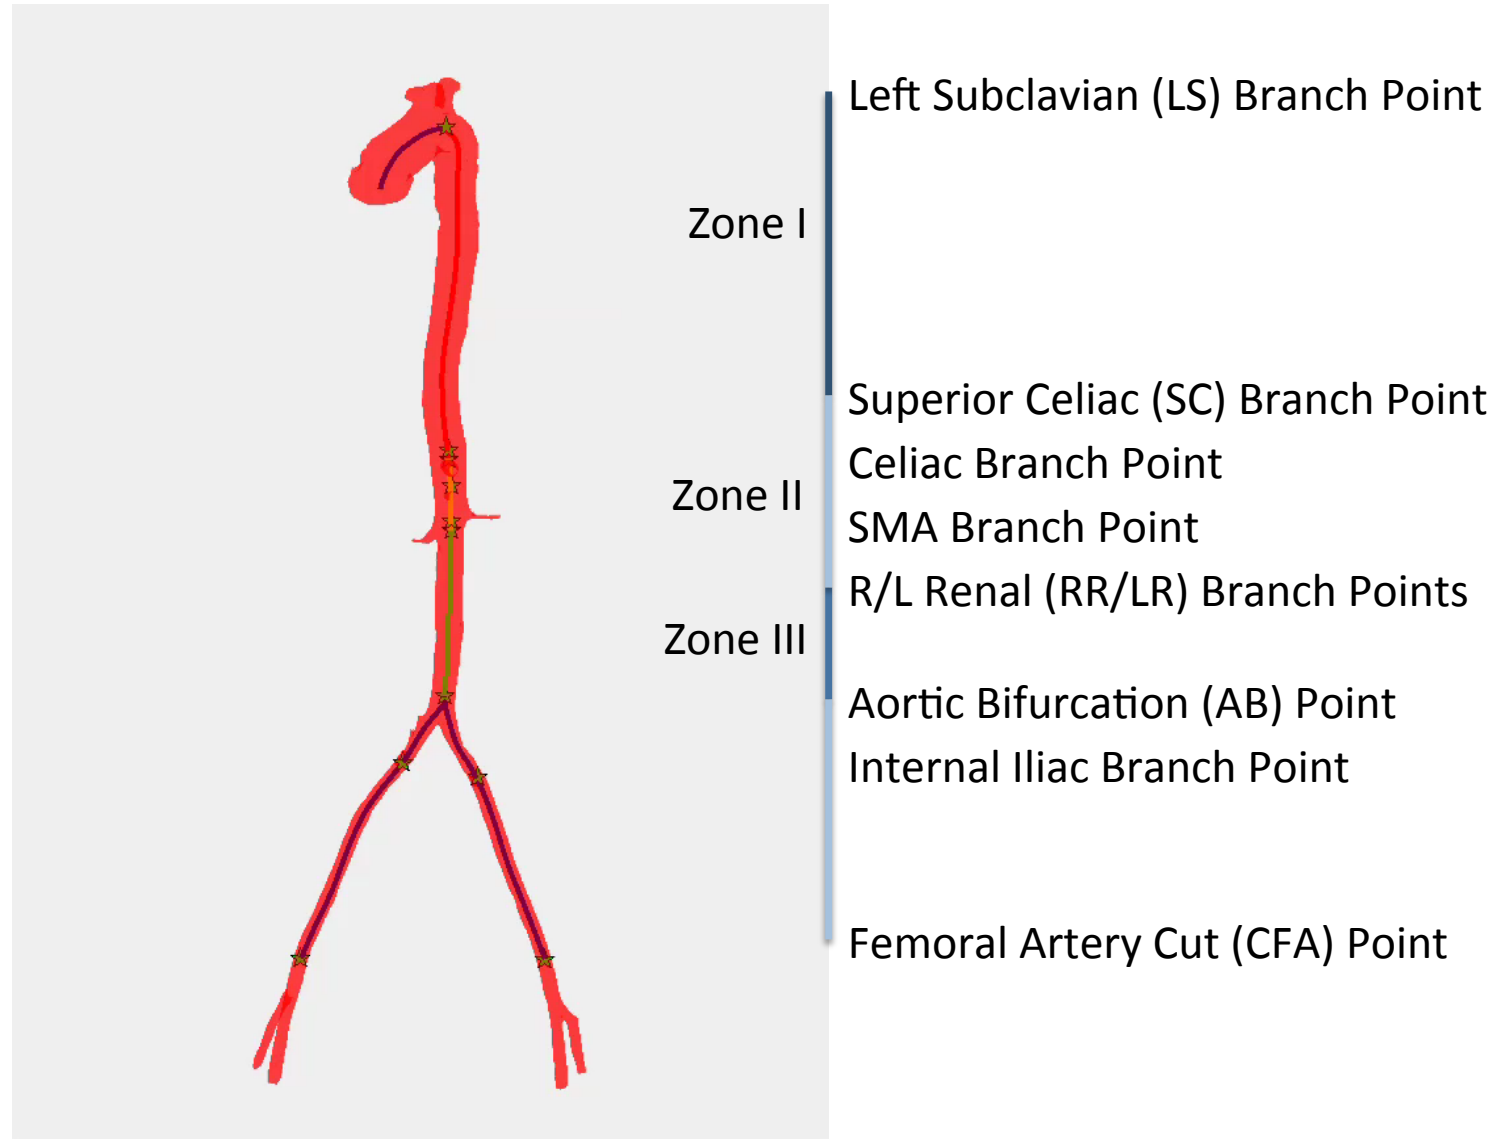 Left Subclavian (LS) Branch Point
Zone I
Superior Celiac (SC) Branch Point
Celiac Branch Point
Zone II
SMA Branch Point
R/L Renal (RR/LR) Branch Points
Zone III
Aortic Bifurcation (AB) Point
Internal Iliac Branch Point
Femoral Artery Cut (CFA) Point